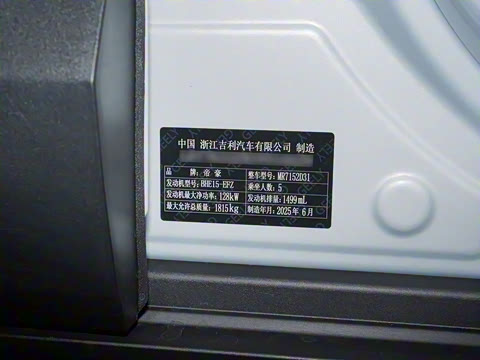 中国 浙江吉利汽车有限公司 制造
品牌：帝豪 整车型号：MR7152D31
发动机型号：BHE15-EFZ 乘坐人数：5
发动机最大净功率：128kW 发动机排量：1499mL
最大允许总质量：1815kg 制造年月：2025年6月